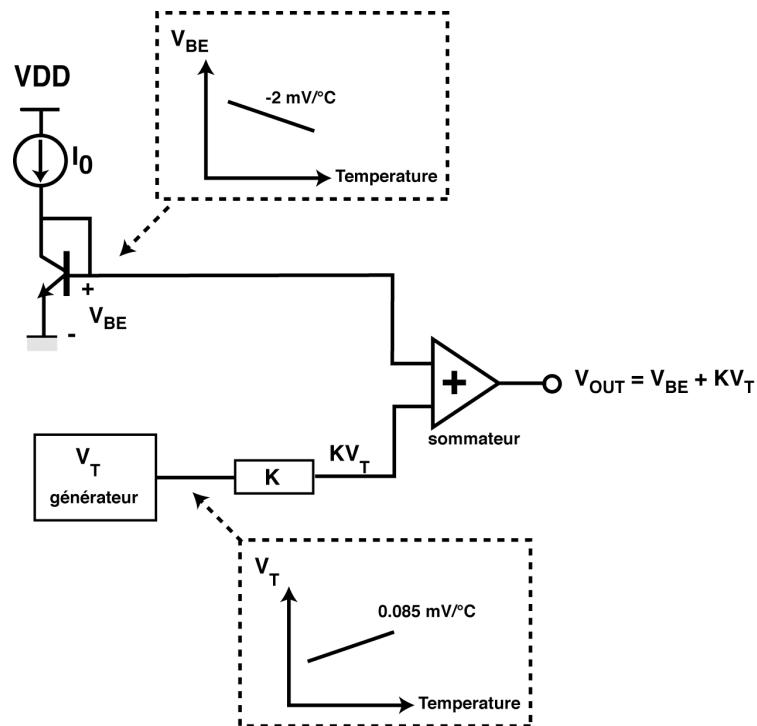 V_BE
-2 mV/°C
Temperature
VDD
I_0
+
V_BE
-
+
V_OUT = V_BE + KV_T
sommateur
V_T
générateur
K
KV_T
V_T
0.085 mV/°C
Temperature